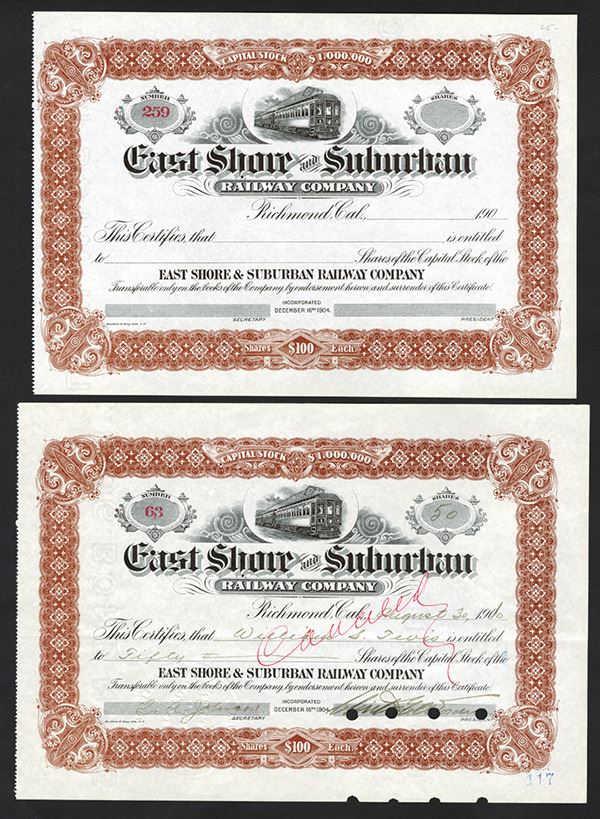 25-
CAPITAL STOCK $1,000,000
NUMBER
SHARES
259
East Shore and Suburban
RAILWAY COMPANY
Richmond, Cal., 190
This Certifies, that is entitled
to Shares of the Capital Stock of the
EAST SHORE & SUBURBAN RAILWAY COMPANY
Transferable only on the books of the Company, by endorsement hereon and surrender of this Certificate.
INCORPORATED
DECEMBER 16TH 1904.
SECRETARY
PRESIDENT
Shares $100 Each.
CAPITAL STOCK $1,000,000
NUMBER
SHARES
63
50
East Shore and Suburban
RAILWAY COMPANY
Richmond, Cal., August 30, 190
Cancelled
This Certifies, that S. Tevis is entitled
to Fifty Shares of the Capital Stock of the
EAST SHORE & SUBURBAN RAILWAY COMPANY
Transferable only on the books of the Company, by endorsement hereon and surrender of this Certificate.
INCORPORATED
DECEMBER 16TH 1904.
SECRETARY
PRESIDENT
Shares $100 Each.
117